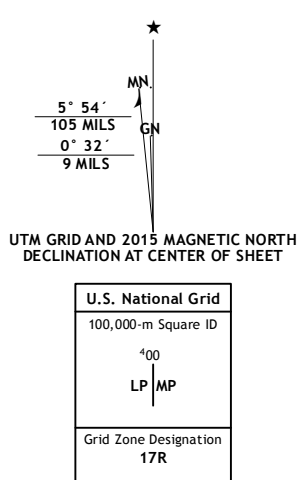 MN
5° 54´
105 MILS
GN
0° 32´
9 MILS
UTM GRID AND 2015 MAGNETIC NORTH
DECLINATION AT CENTER OF SHEET
U.S. National Grid
100,000-m Square ID
⁴00
LP MP
Grid Zone Designation
17R